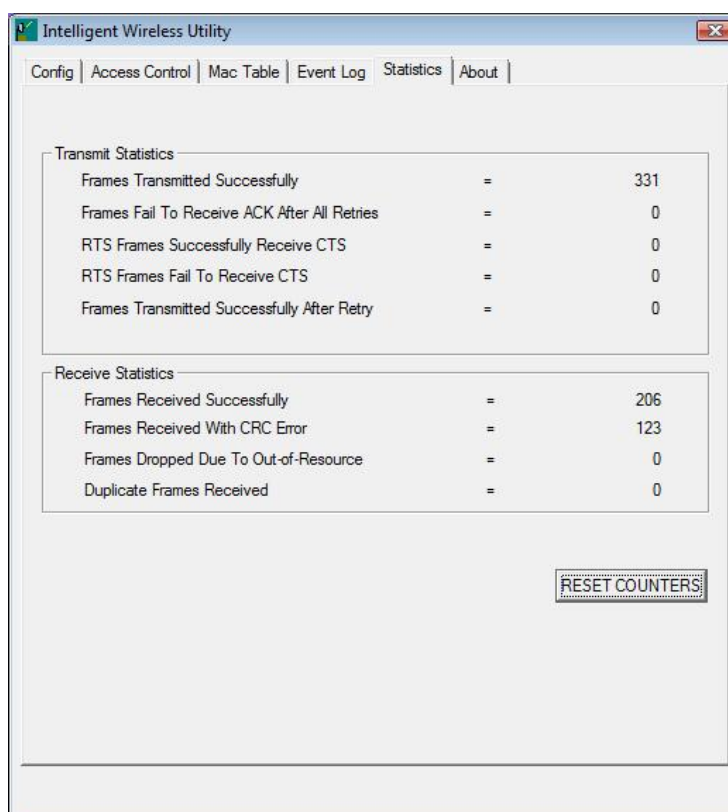 Intelligent Wireless Utility
Config Access Control Mac Table Event Log Statistics About
Transmit Statistics
Frames Transmitted Successfully = 331
Frames Fail To Receive ACK After All Retries = 0
RTS Frames Successfully Receive CTS = 0
RTS Frames Fail To Receive CTS = 0
Frames Transmitted Successfully After Retry = 0
Receive Statistics
Frames Received Successfully = 206
Frames Received With CRC Error = 123
Frames Dropped Due To Out-of-Resource = 0
Duplicate Frames Received = 0
RESET COUNTERS